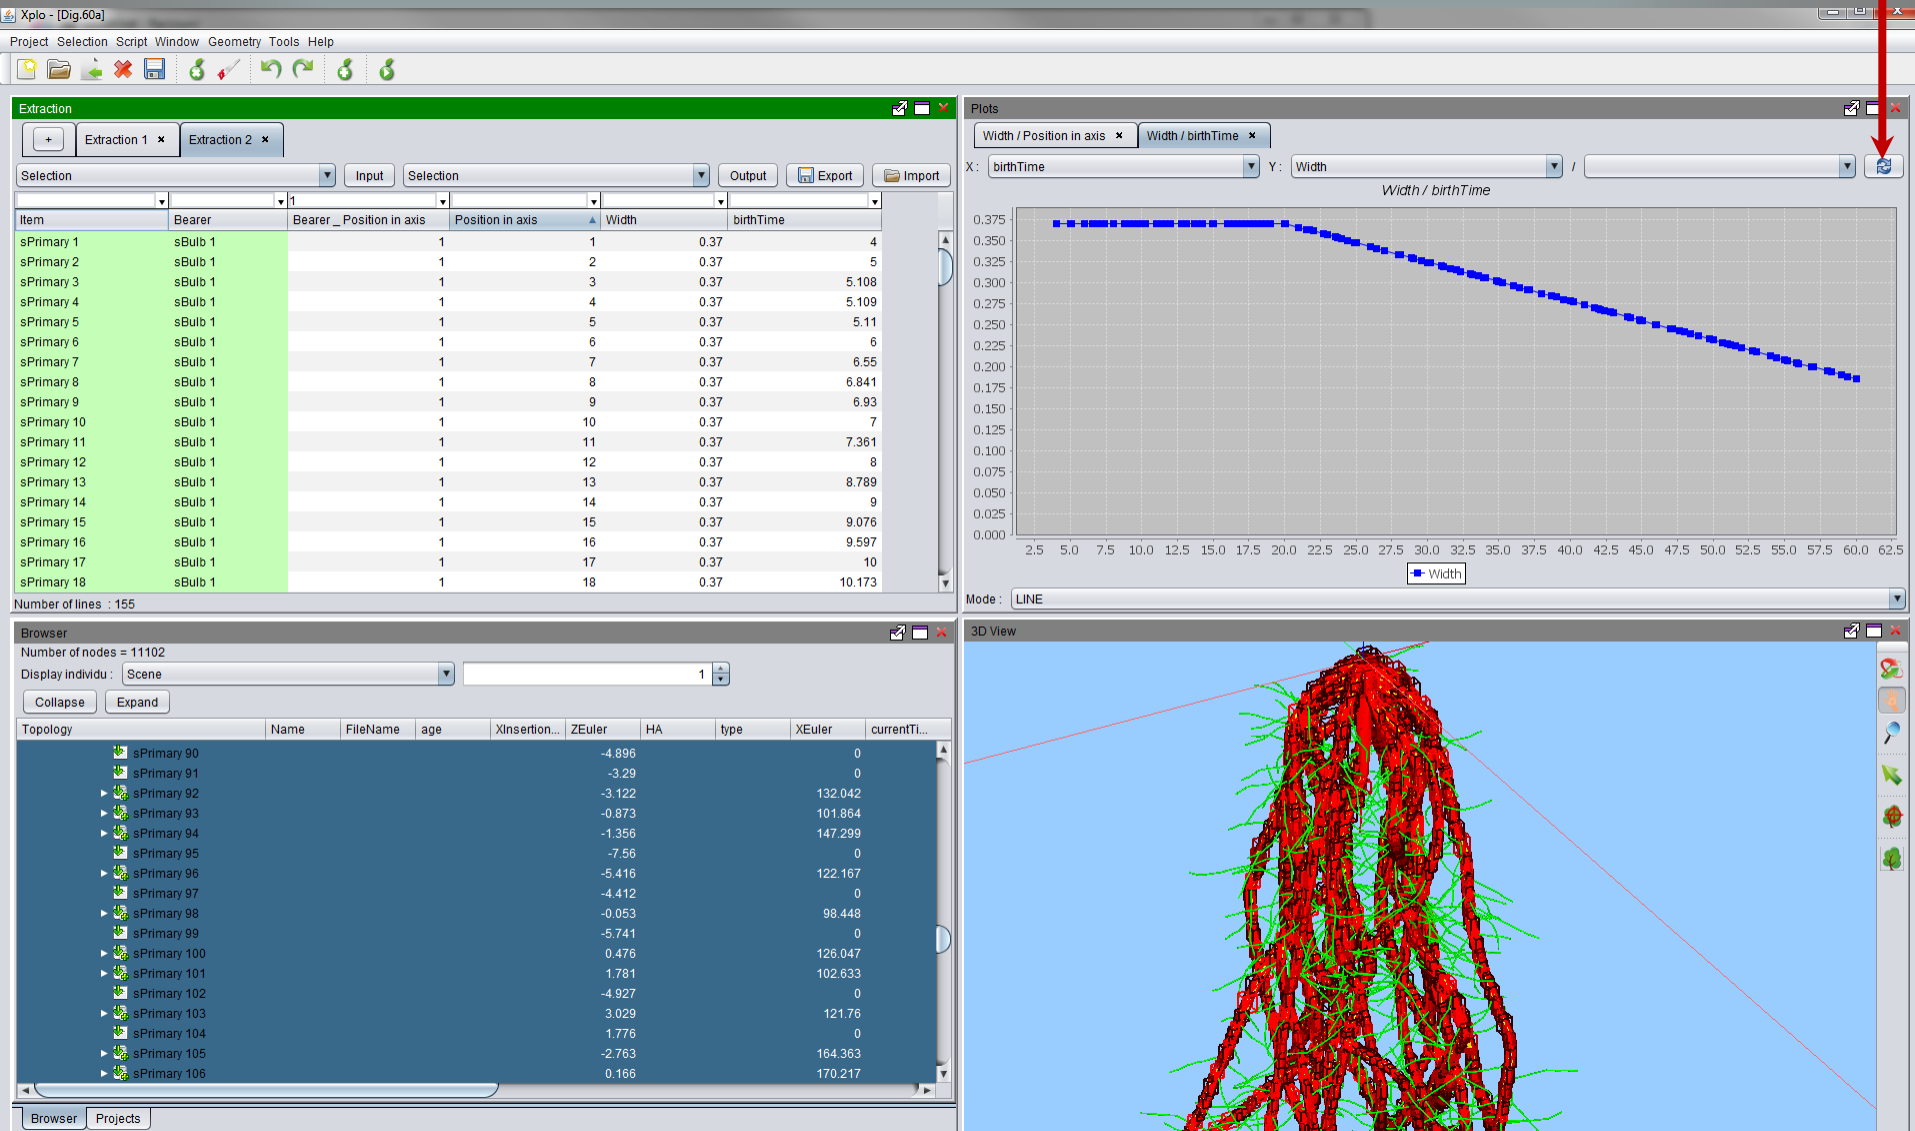 Xplo - [Dig.60a]
Project Selection Script Window Geometry Tools Help
Extraction
+ Extraction 1 Extraction 2
Selection Input Selection Output Export Import
1
Item Bearer Bearer _ Position in axis Position in axis Width birthTime
sPrimary 1 sBulb 1 1 1 0.37 4
sPrimary 2 sBulb 1 1 2 0.37 5
sPrimary 3 sBulb 1 1 3 0.37 5.108
sPrimary 4 sBulb 1 1 4 0.37 5.109
sPrimary 5 sBulb 1 1 5 0.37 5.11
sPrimary 6 sBulb 1 1 6 0.37 6
sPrimary 7 sBulb 1 1 7 0.37 6.55
sPrimary 8 sBulb 1 1 8 0.37 6.841
sPrimary 9 sBulb 1 1 9 0.37 6.93
sPrimary 10 sBulb 1 1 10 0.37 7
sPrimary 11 sBulb 1 1 11 0.37 7.361
sPrimary 12 sBulb 1 1 12 0.37 8
sPrimary 13 sBulb 1 1 13 0.37 8.789
sPrimary 14 sBulb 1 1 14 0.37 9
sPrimary 15 sBulb 1 1 15 0.37 9.076
sPrimary 16 sBulb 1 1 16 0.37 9.597
sPrimary 17 sBulb 1 1 17 0.37 10
sPrimary 18 sBulb 1 1 18 0.37 10.173
Number of lines : 155
Plots
Width / Position in axis Width / birthTime
X : birthTime Y : Width /
Width / birthTime
0.375
0.350
0.325
0.300
0.275
0.250
0.225
0.200
0.175
0.150
0.125
0.100
0.075
0.050
0.025
0.000
2.5 5.0 7.5 10.0 12.5 15.0 17.5 20.0 22.5 25.0 27.5 30.0 32.5 35.0 37.5 40.0 42.5 45.0 47.5 50.0 52.5 55.0 57.5 60.0 62.5
Width
Mode : LINE
Browser
Number of nodes = 11102
Display individu : Scene 1
Collapse Expand
Topology Name FileName age XInsertion... ZEuler HA type XEuler currentTi...
sPrimary 90 -4.896 0
sPrimary 91 -3.29 0
sPrimary 92 -3.122 132.042
sPrimary 93 -0.873 101.864
sPrimary 94 -1.356 147.299
sPrimary 95 -7.56 0
sPrimary 96 -5.416 122.167
sPrimary 97 -4.412 0
sPrimary 98 -0.053 98.448
sPrimary 99 -5.741 0
sPrimary 100 0.476 126.047
sPrimary 101 1.781 102.633
sPrimary 102 -4.927 0
sPrimary 103 3.029 121.76
sPrimary 104 1.776 0
sPrimary 105 -2.763 164.363
sPrimary 106 0.166 170.217
Browser Projects
3D View